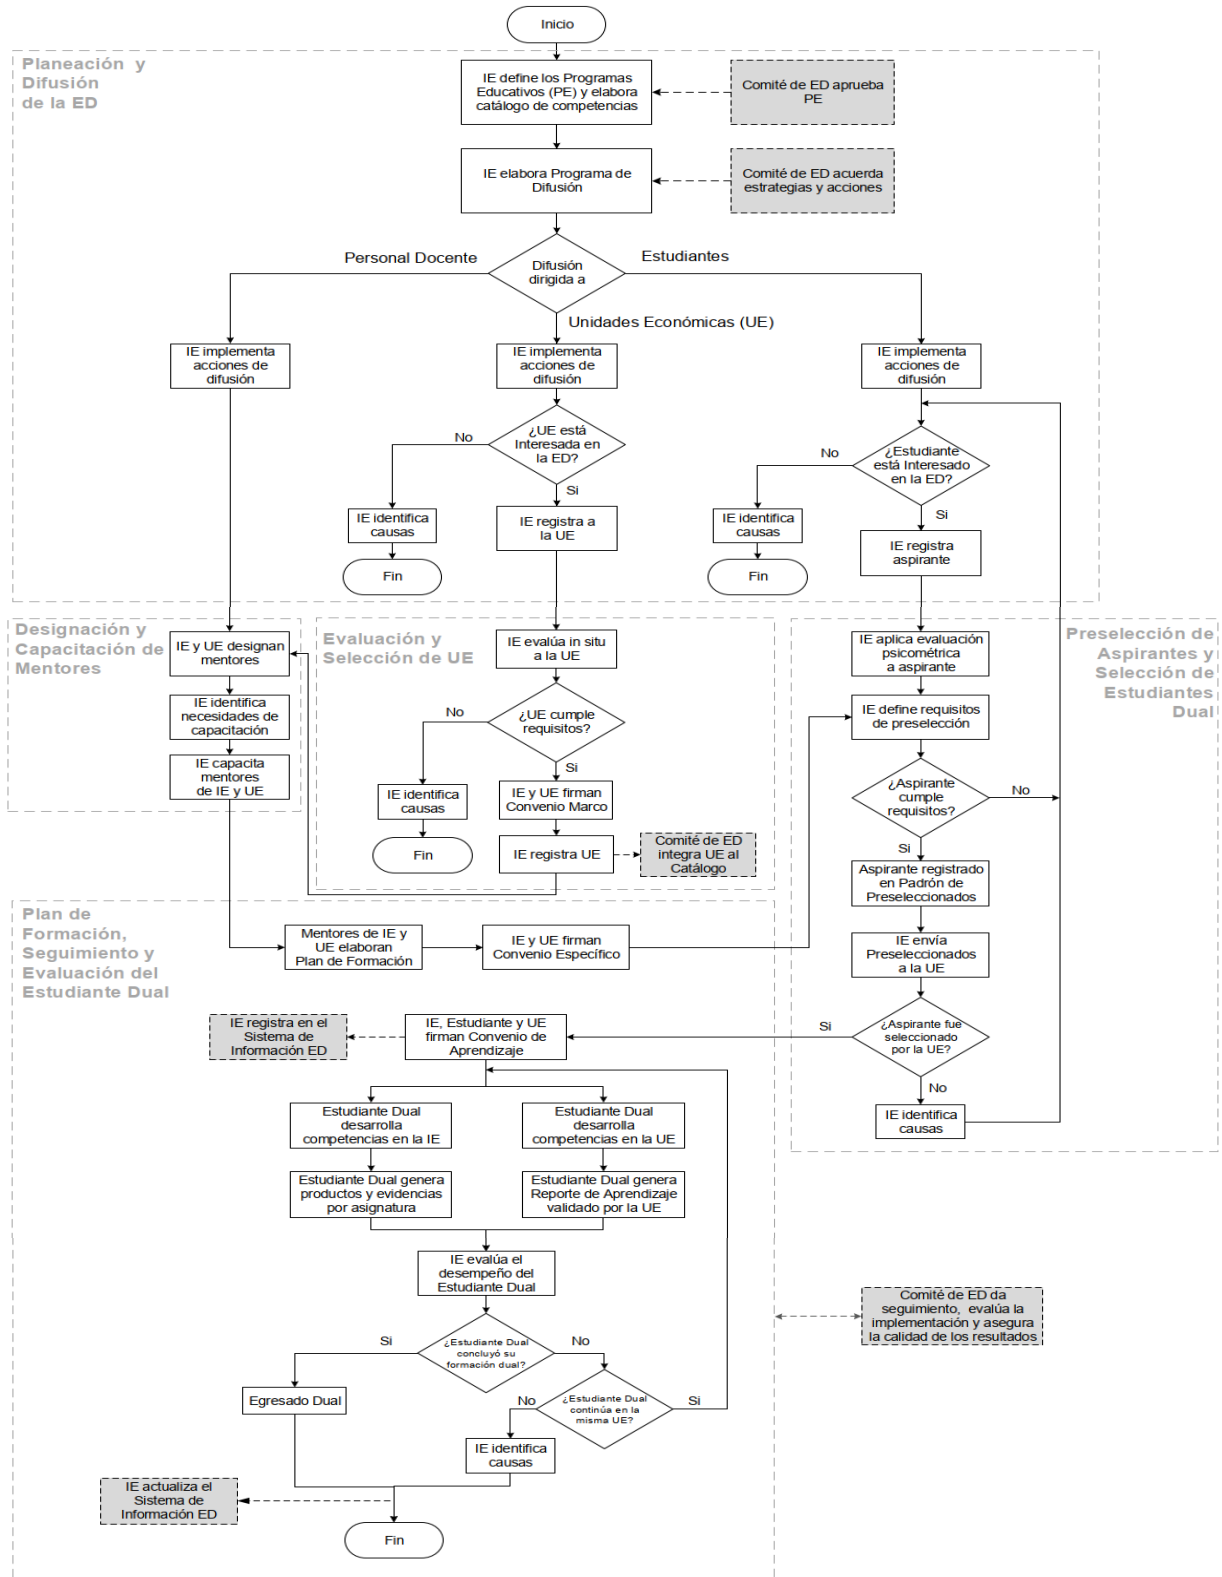 Inicio
Planeación y
Difusión
de la ED
IE define los Programas
Educativos (PE) y elabora
catálogo de competencias
Comité de ED aprueba
PE
IE elabora Programa de
Difusión
Comité de ED acuerda
estrategias y acciones
Personal Docente
Difusión
dirigida a
Estudiantes
Unidades Económicas (UE)
IE implementa
acciones de
difusión
IE implementa
acciones de
difusión
IE implementa
acciones de
difusión
No
¿UE está
Interesada en
la ED?
Si
No
¿Estudiante
está Interesado
en la ED?
Si
IE identifica
causas
IE registra a
la UE
IE identifica
causas
IE registra
aspirante
Fin
Fin
Designación y
Capacitación de
Mentores
IE y UE designan
mentores
IE identifica
necesidades de
capacitación
IE capacita
mentores
de IE y UE
Evaluación y
Selección de UE
IE evalúa in situ
a la UE
No
¿UE cumple
requisitos?
Si
IE identifica
causas
Fin
IE y UE firman
Convenio Marco
IE registra UE
Comité de ED
integra UE al
Catálogo
Preselección de
Aspirantes y
Selección de
Estudiantes
Dual
IE aplica evaluación
psicométrica
a aspirante
IE define requisitos
de preselección
¿Aspirante
cumple
requisitos?
No
Si
Aspirante registrado
en Padrón de
Preseleccionados
IE envía
Preseleccionados
a la UE
¿Aspirante fue
seleccionado
por la UE?
Si
No
IE identifica
causas
Plan de
Formación,
Seguimiento y
Evaluación del
Estudiante Dual
Mentores de IE y
UE elaboran
Plan de Formación
IE y UE firman
Convenio Específico
IE registra en el
Sistema de
Información ED
IE, Estudiante y UE
firman Convenio de
Aprendizaje
Estudiante Dual
desarrolla
competencias en la IE
Estudiante Dual
desarrolla
competencias en la UE
Estudiante Dual genera
productos y evidencias
por asignatura
Estudiante Dual genera
Reporte de Aprendizaje
validado por la UE
IE evalúa el
desempeño del
Estudiante Dual
Comité de ED da
seguimiento, evalúa la
implementación y asegura
la calidad de los resultados
Si
¿Estudiante Dual
concluyó su
formación dual?
No
Egresado Dual
No
¿Estudiante Dual
continúa en la
misma UE?
Si
IE identifica
causas
IE actualiza el
Sistema de
Información ED
Fin